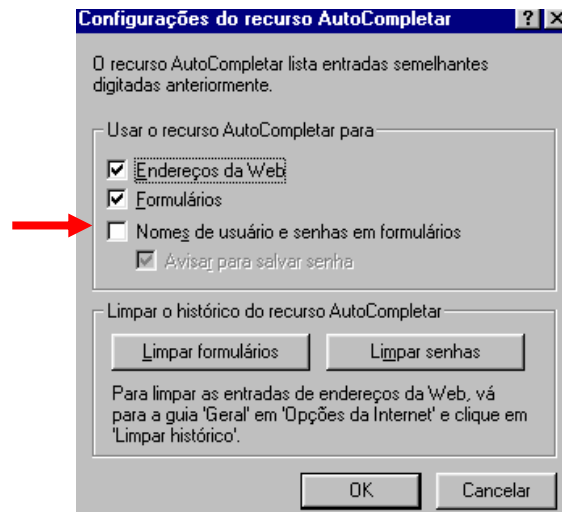 Configurações do recurso AutoCompletar
O recurso AutoCompletar lista entradas semelhantes
digitadas anteriormente.
Usar o recurso AutoCompletar para
Endereços da Web
Formulários
Nomes de usuário e senhas em formulários
Avisar para salvar senha
Limpar o histórico do recurso AutoCompletar
Limpar formulários
Limpar senhas
Para limpar as entradas de endereços da Web, vá
para a guia 'Geral' em 'Opções da Internet' e clique em
'Limpar histórico'.
OK
Cancelar